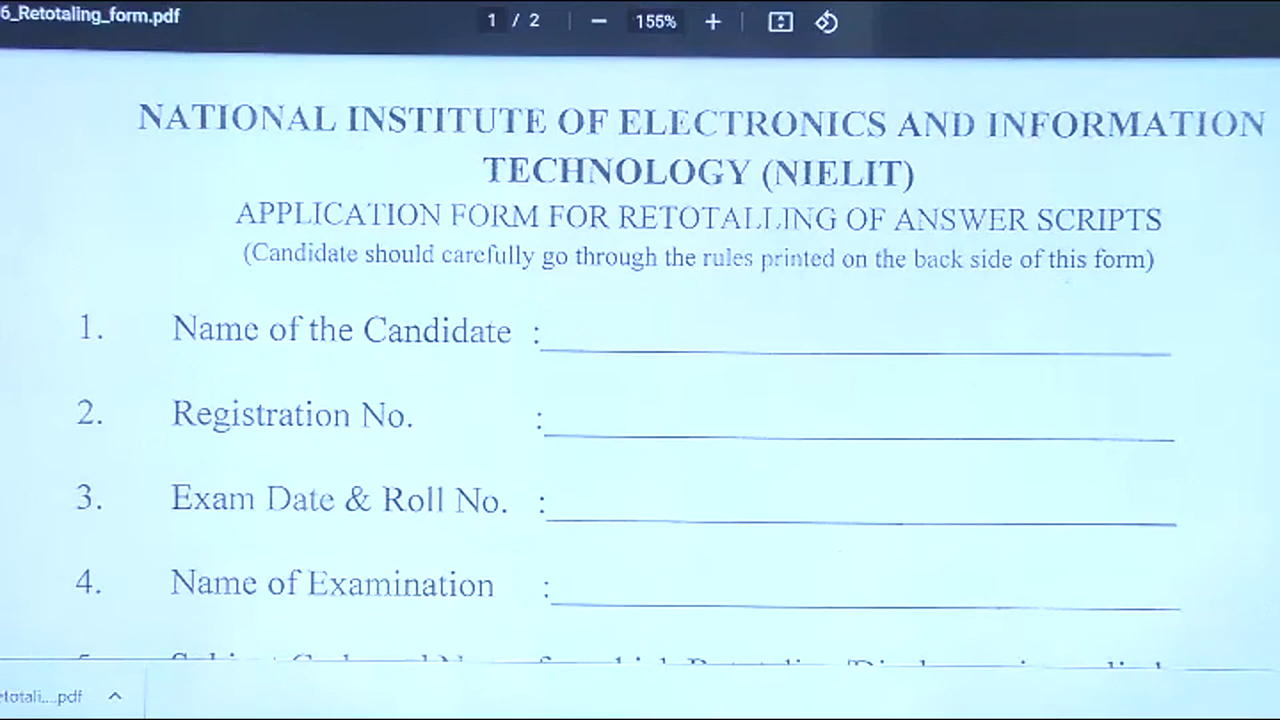 6_Retotaling_form.pdf
1 / 2 − 155% +
NATIONAL INSTITUTE OF ELECTRONICS AND INFORMATION
TECHNOLOGY (NIELIT)
APPLICATION FORM FOR RETOTALLING OF ANSWER SCRIPTS
(Candidate should carefully go through the rules printed on the back side of this form)
1. Name of the Candidate :
2. Registration No. :
3. Exam Date & Roll No. :
4. Name of Examination :
etotali....pdf